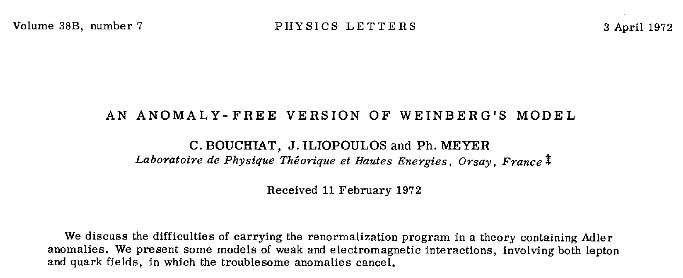 Volume 38B, number 7 PHYSICS LETTERS 3 April 1972
AN ANOMALY-FREE VERSION OF WEINBERG'S MODEL
C. BOUCHIAT, J. ILIOPOULOS and Ph. MEYER
Laboratoire de Physique Théorique et Hautes Energies, Orsay, France ‡
Received 11 February 1972
We discuss the difficulties of carrying the renormalization program in a theory containing Adler
anomalies. We present some models of weak and electromagnetic interactions, involving both lepton
and quark fields, in which the troublesome anomalies cancel.